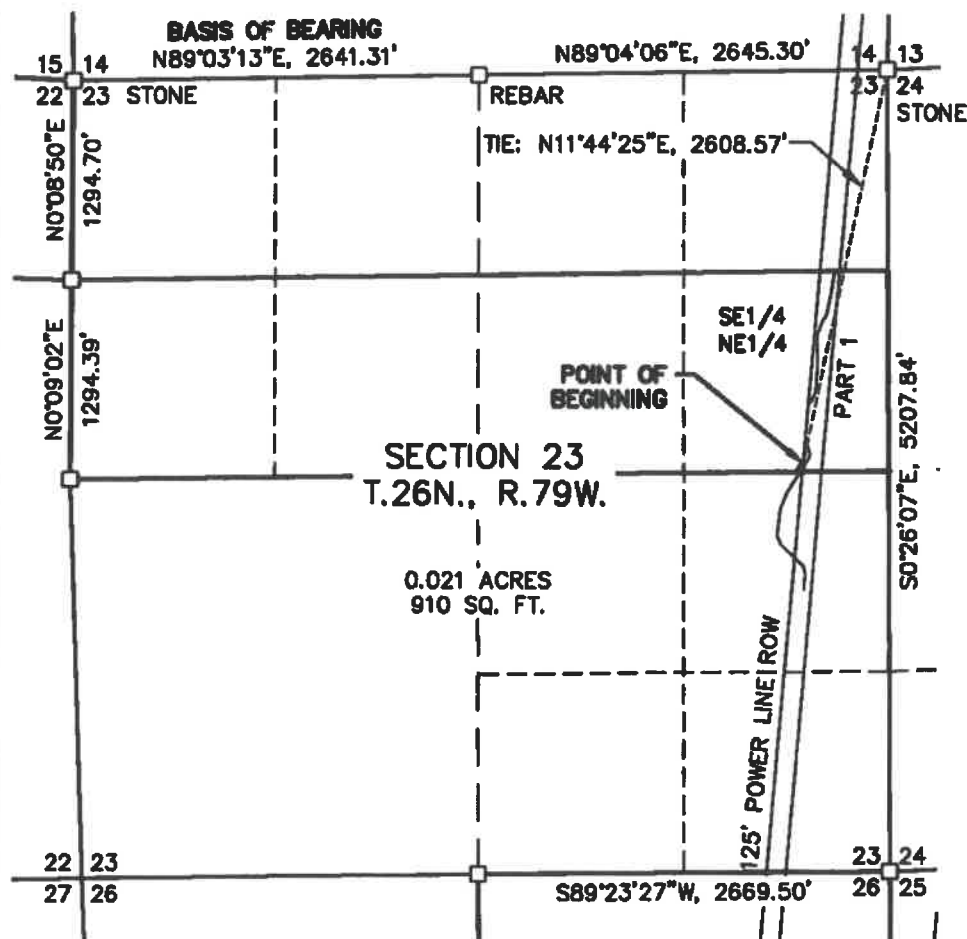 BASIS OF BEARING
N89°03'13"E, 2641.31'
N89°04'06"E, 2645.30'
15 14
22 23
STONE
REBAR
14 13
23 24
STONE
TIE: N11°44'25"E, 2608.57'
N0°08'50"E
1294.70'
SE1/4
NE1/4
POINT OF
BEGINNING
PART 1
N0°09'02"E
1294.39'
S0°26'07"E, 5207.84'
SECTION 23
T.26N., R.79W.
0.021 ACRES
910 SQ. FT.
125' POWER LINE ROW
22 23
27 26
S89°23'27"W, 2669.50'
23 24
26 25